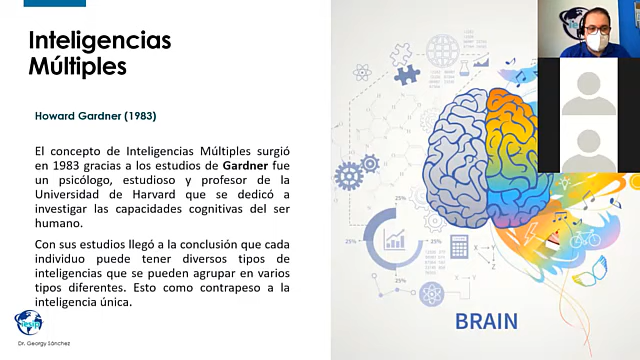 Inteligencias
Múltiples
Howard Gardner (1983)
El concepto de Inteligencias Múltiples surgió
en 1983 gracias a los estudios de Gardner fue
un psicólogo, estudioso y profesor de la
Universidad de Harvard que se dedicó a
investigar las capacidades cognitivas del ser
humano.
Con sus estudios llegó a la conclusión que cada
individuo puede tener diversos tipos de
inteligencias que se pueden agrupar en varios
tipos diferentes. Esto como contrapeso a la
inteligencia única.
Dr. Georgy Sánchez
25%
25%
25%
X
Y
Z
X
Y
BRAIN